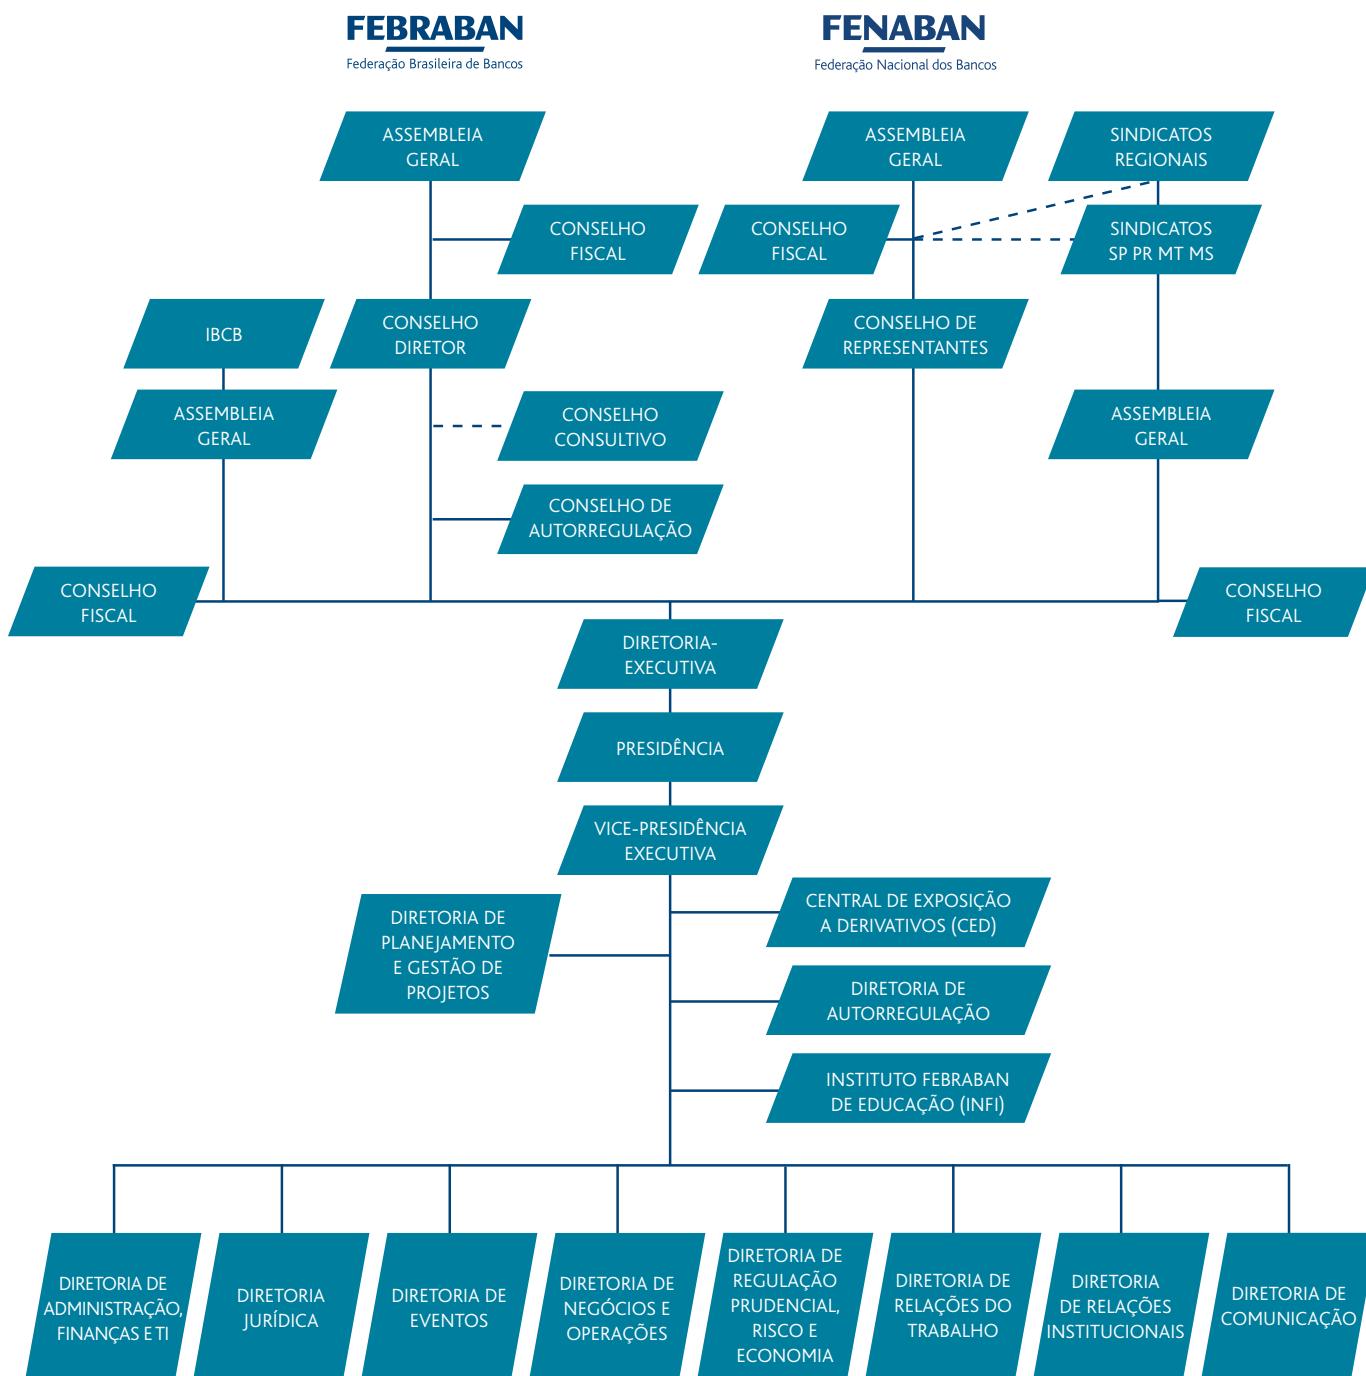 FEBRABAN
Federação Brasileira de Bancos
FENABAN
Federação Nacional dos Bancos
ASSEMBLEIA
GERAL
ASSEMBLEIA
GERAL
SINDICATOS
REGIONAIS
CONSELHO
FISCAL
CONSELHO
FISCAL
SINDICATOS
SP PR MT MS
IBCB
CONSELHO
DIRETOR
CONSELHO DE
REPRESENTANTES
ASSEMBLEIA
GERAL
CONSELHO
CONSULTIVO
ASSEMBLEIA
GERAL
CONSELHO DE
AUTORREGULAÇÃO
CONSELHO
FISCAL
CONSELHO
FISCAL
DIRETORIA-
EXECUTIVA
PRESIDÊNCIA
VICE-PRESIDÊNCIA
EXECUTIVA
CENTRAL DE EXPOSIÇÃO
A DERIVATIVOS (CED)
DIRETORIA DE
PLANEJAMENTO
E GESTÃO DE
PROJETOS
DIRETORIA DE
AUTORREGULAÇÃO
INSTITUTO FEBRABAN
DE EDUCAÇÃO (INFI)
DIRETORIA DE
ADMINISTRAÇÃO,
FINANÇAS E TI
DIRETORIA
JURÍDICA
DIRETORIA DE
EVENTOS
DIRETORIA DE
NEGÓCIOS E
OPERAÇÕES
DIRETORIA DE
REGULAÇÃO
PRUDENCIAL,
RISCO E
ECONOMIA
DIRETORIA DE
RELAÇÕES DO
TRABALHO
DIRETORIA
DE RELAÇÕES
INSTITUCIONAIS
DIRETORIA DE
COMUNICAÇÃO